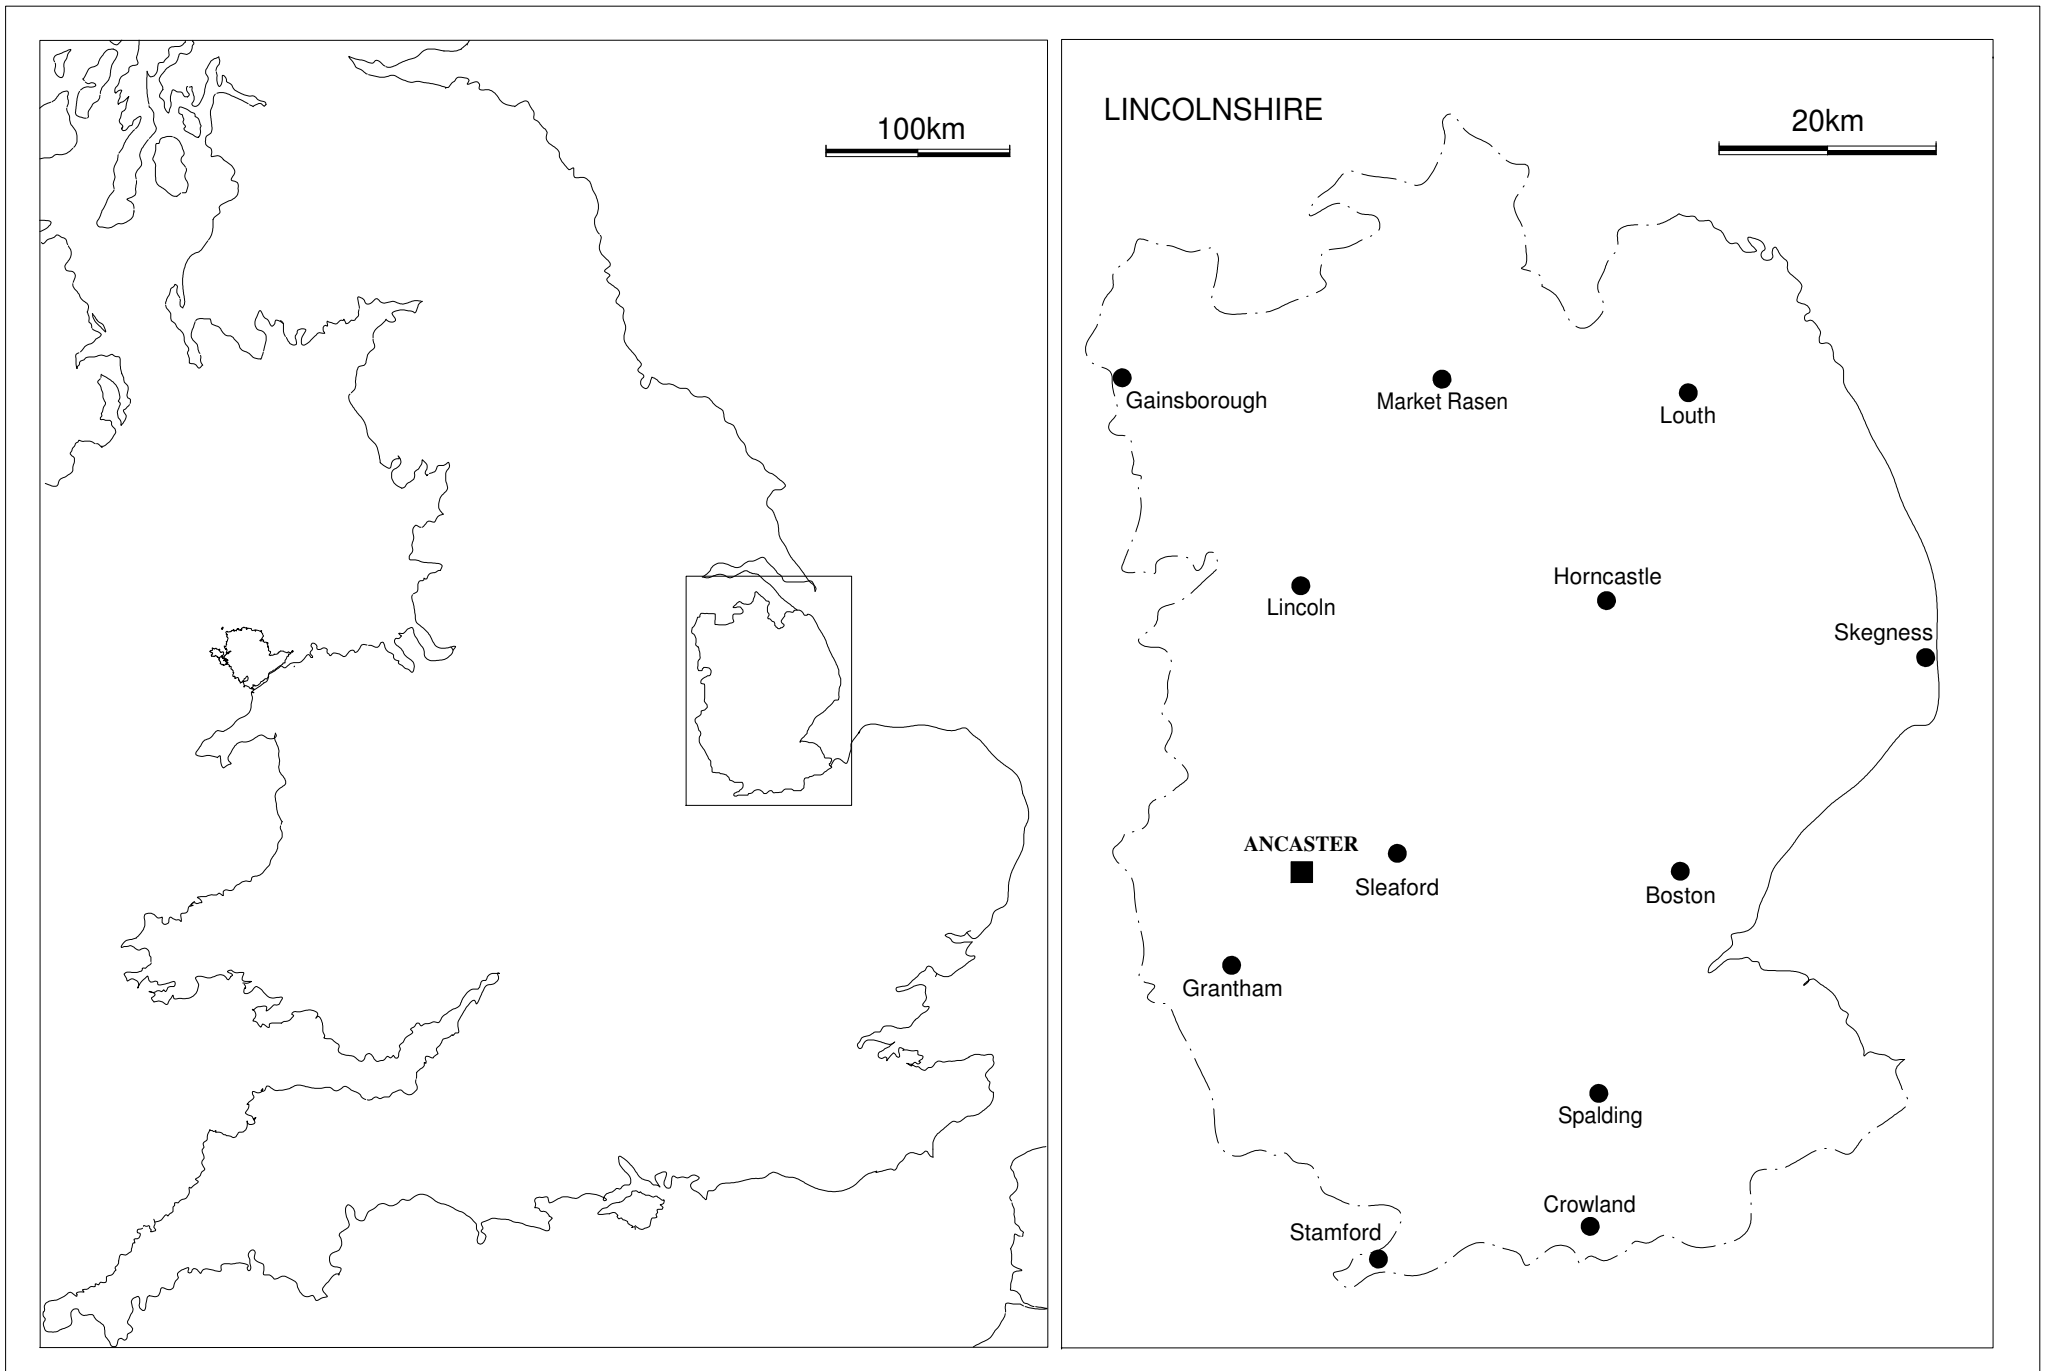 100km
LINCOLNSHIRE
20km
Gainsborough
Market Rasen
Louth
Lincoln
Horncastle
Skegness
ANCASTER
Sleaford
Boston
Grantham
Spalding
Crowland
Stamford